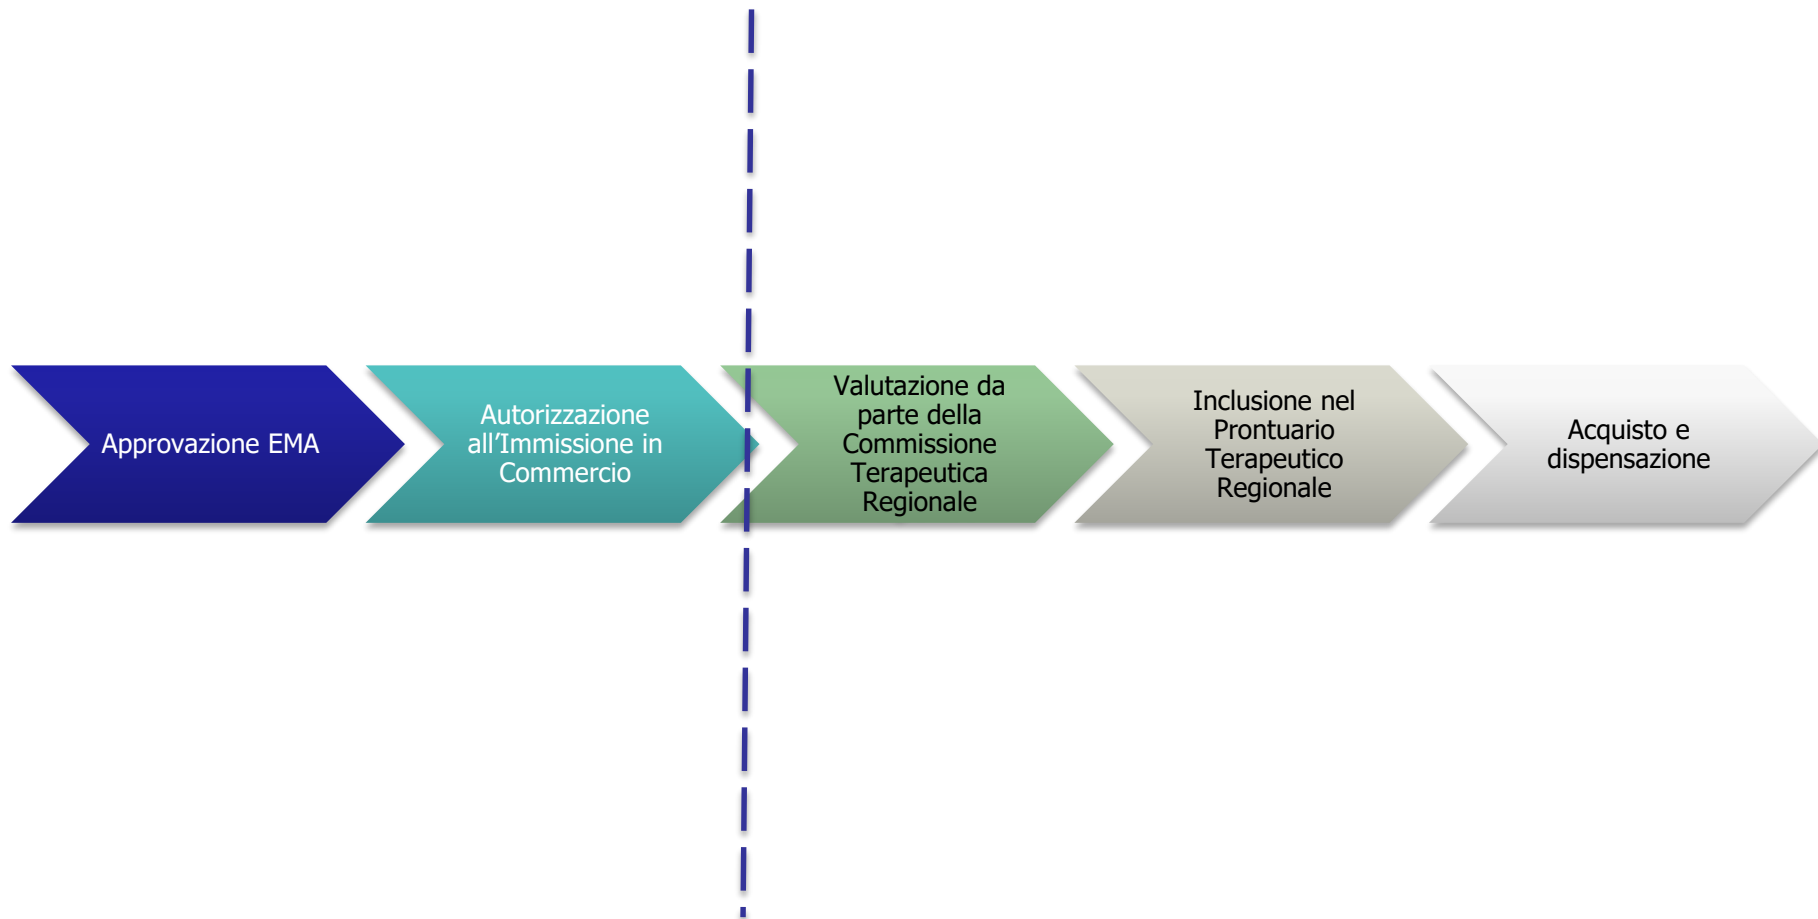 Approvazione EMA
Autorizzazione
all’Immissione in
Commercio
Valutazione da
parte della
Commissione
Terapeutica
Regionale
Inclusione nel
Prontuario
Terapeutico
Regionale
Acquisto e
dispensazione